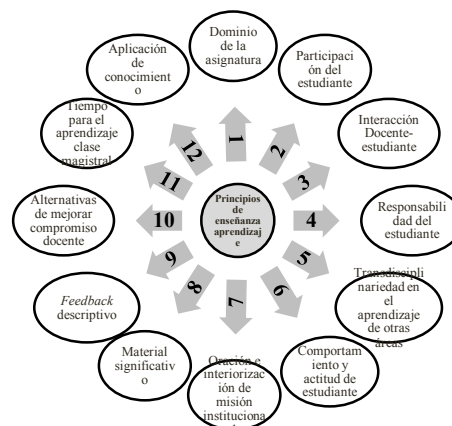 Dominio
de la
asignatura
1
Participaci
ón del
estudiante
2
Interacción
Docente-
estudiante
3
Responsabili
dad del
estudiante
4
Transdiscipli
nariedad en
el
aprendizaje
de otras
áreas
5
Comportam
iento y
actitud de
estudiante
6
Oración e
interiorizaci
ón de
misión
instituciona
7
Material
significativ
o
8
Feedback
descriptivo
9
Alternativas
de mejorar
compromiso
docente
10
Tiempo
para el
aprendizaje
clase
magistral
11
Aplicación
de
conocimient
o
12
Principios
de
enseñanza
aprendizaj
e